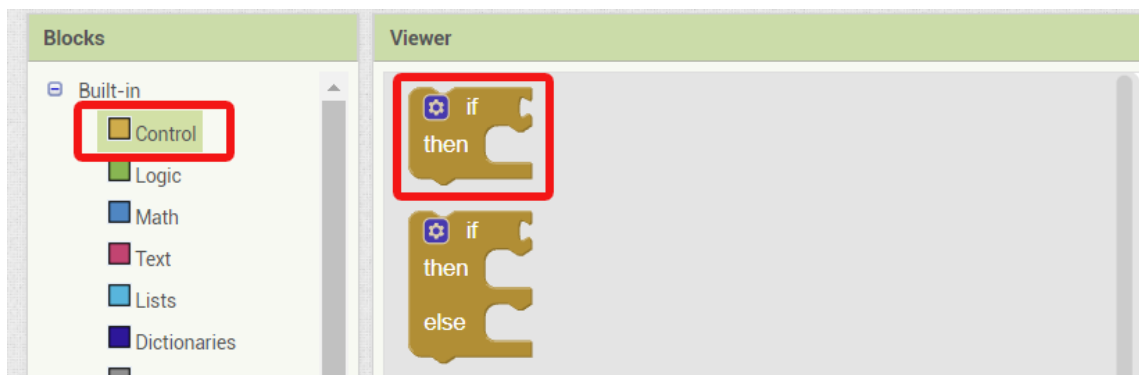 Blocks
Viewer
Built-in
Control
Logic
Math
Text
Lists
Dictionaries
if
then
if
then
else